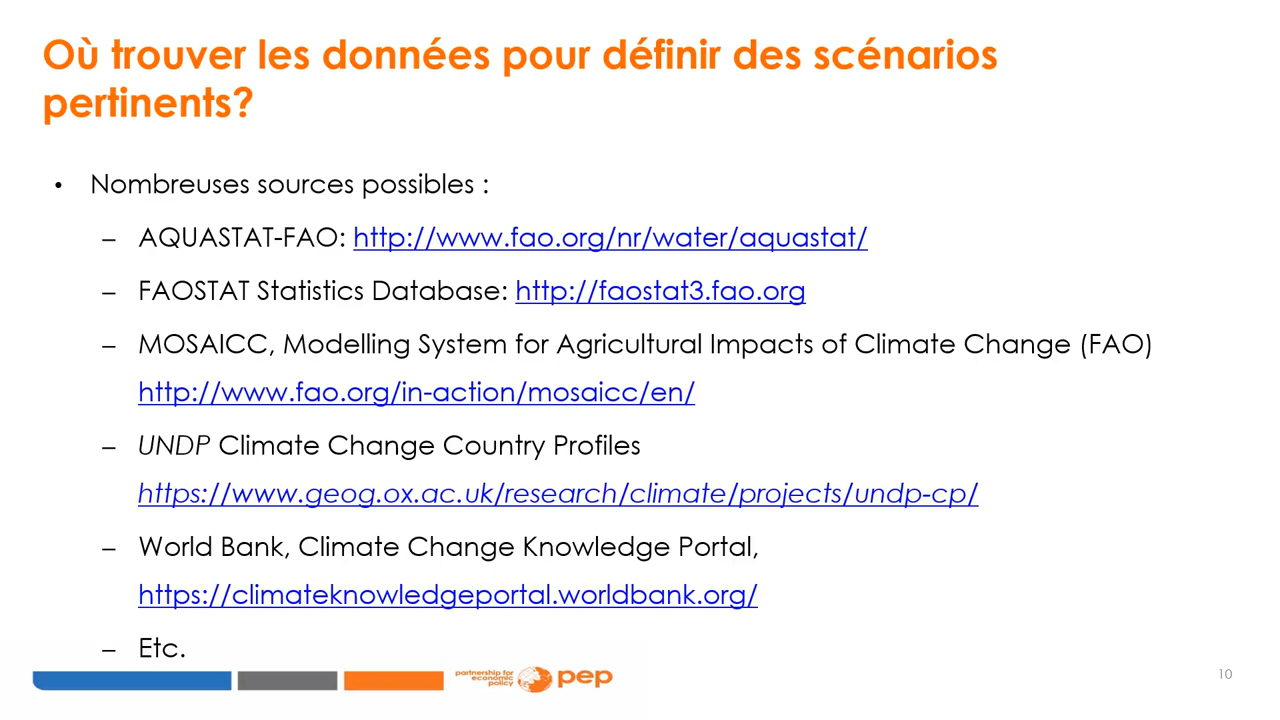 Où trouver les données pour définir des scénarios
pertinents?
• Nombreuses sources possibles :
– AQUASTAT-FAO: http://www.fao.org/nr/water/aquastat/
– FAOSTAT Statistics Database: http://faostat3.fao.org
– MOSAICC, Modelling System for Agricultural Impacts of Climate Change (FAO)
http://www.fao.org/in-action/mosaicc/en/
– UNDP Climate Change Country Profiles
https://www.geog.ox.ac.uk/research/climate/projects/undp-cp/
– World Bank, Climate Change Knowledge Portal,
https://climateknowledgeportal.worldbank.org/
– Etc.
partnership for
economic
policy
pep
10